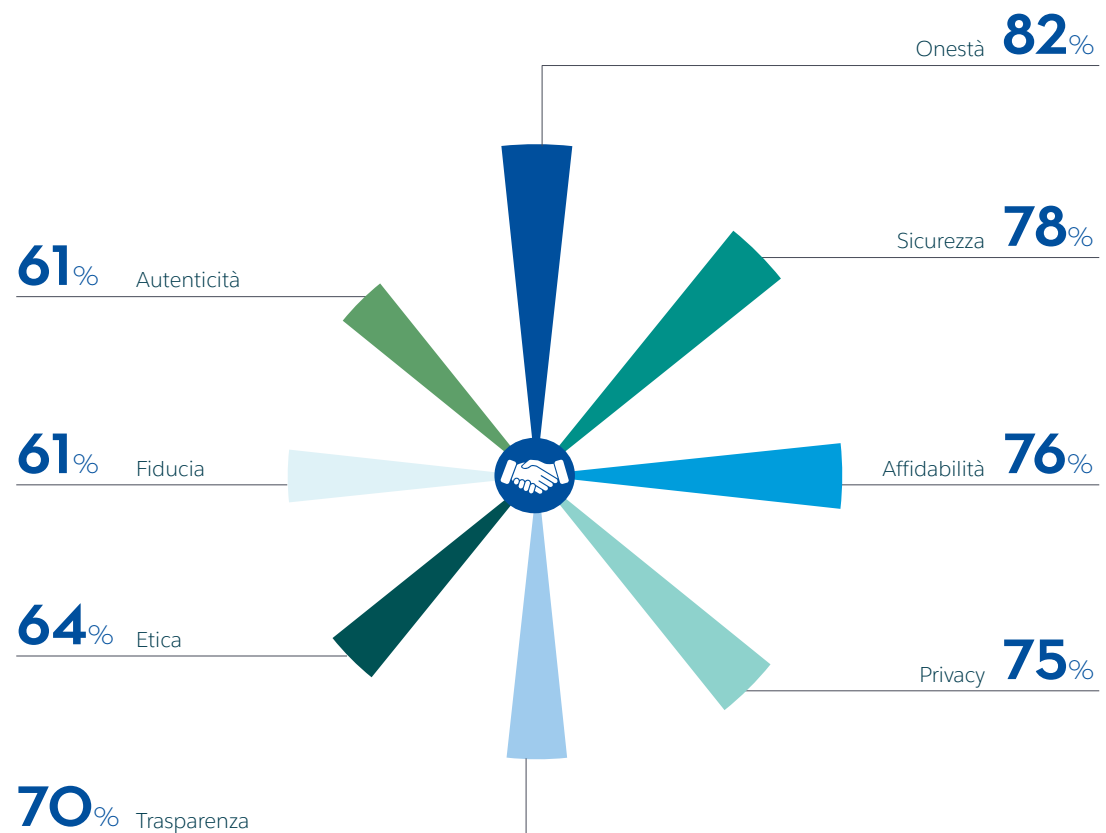 Onestà 82%
Sicurezza 78%
61% Autenticità
61% Fiducia
Affidabilità 76%
64% Etica
Privacy 75%
70% Trasparenza